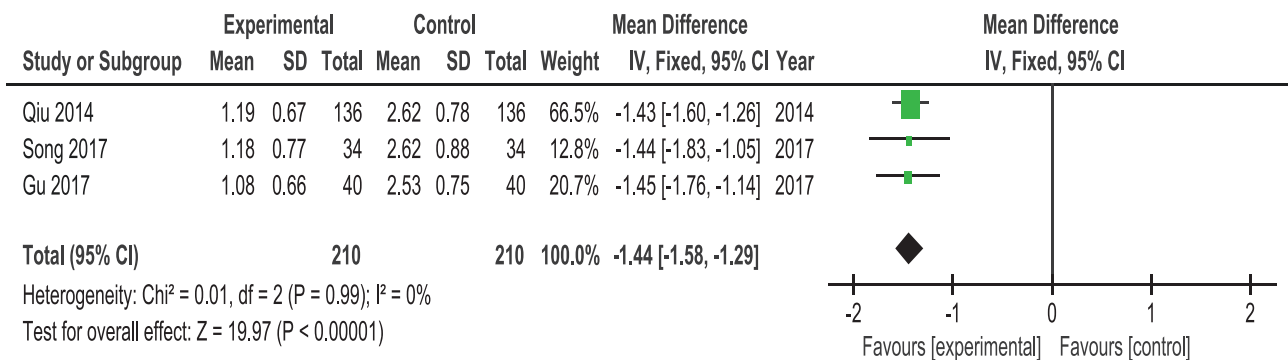 Experimental Control Mean Difference Mean Difference
Study or Subgroup Mean SD Total Mean SD Total Weight IV, Fixed, 95% CI Year IV, Fixed, 95% CI
Qiu 2014 1.19 0.67 136 2.62 0.78 136 66.5% -1.43 [-1.60, -1.26] 2014
Song 2017 1.18 0.77 34 2.62 0.88 34 12.8% -1.44 [-1.83, -1.05] 2017
Gu 2017 1.08 0.66 40 2.53 0.75 40 20.7% -1.45 [-1.76, -1.14] 2017
Total (95% CI) 210 210 100.0% -1.44 [-1.58, -1.29]
Heterogeneity: Chi² = 0.01, df = 2 (P = 0.99); I² = 0%
Test for overall effect: Z = 19.97 (P < 0.00001)
-2 -1 0 1 2
Favours [experimental] Favours [control]